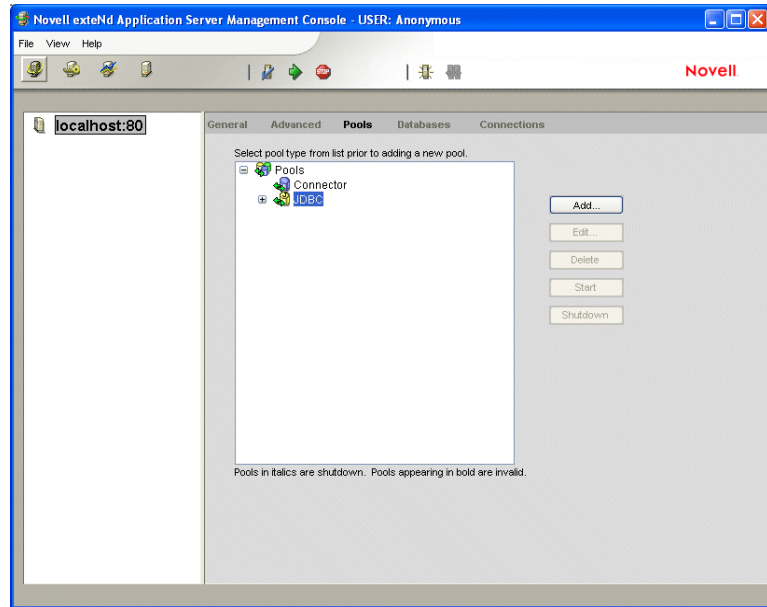 Novell exteNd Application Server Management Console - USER: Anonymous
File View Help
STOP
Novell
localhost:80
General Advanced Pools Databases Connections
Select pool type from list prior to adding a new pool.
Pools
Connector
JDBC
Add...
Edit...
Delete
Start
Shutdown
Pools in italics are shutdown. Pools appearing in bold are invalid.